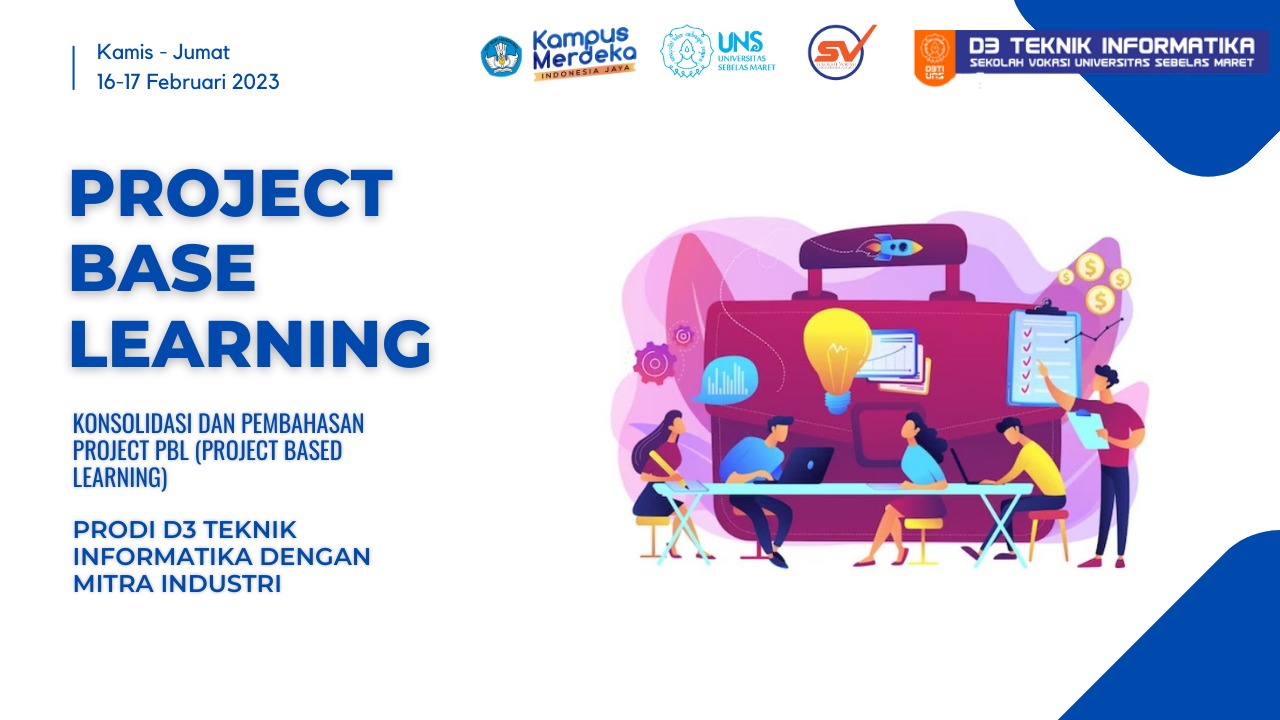 Kamis - Jumat
16-17 Februari 2023
Kampus
Merdeka
INDONESIA JAYA
UNS
UNIVERSITAS
SEBELAS MARET
SV
D3TI
UNS
D3 TEKNIK INFORMATIKA
SEKOLAH VOKASI UNIVERSITAS SEBELAS MARET
PROJECT
BASE
LEARNING
KONSOLIDASI DAN PEMBAHASAN
PROJECT PBL (PROJECT BASED
LEARNING)
PRODI D3 TEKNIK
INFORMATIKA DENGAN
MITRA INDUSTRI